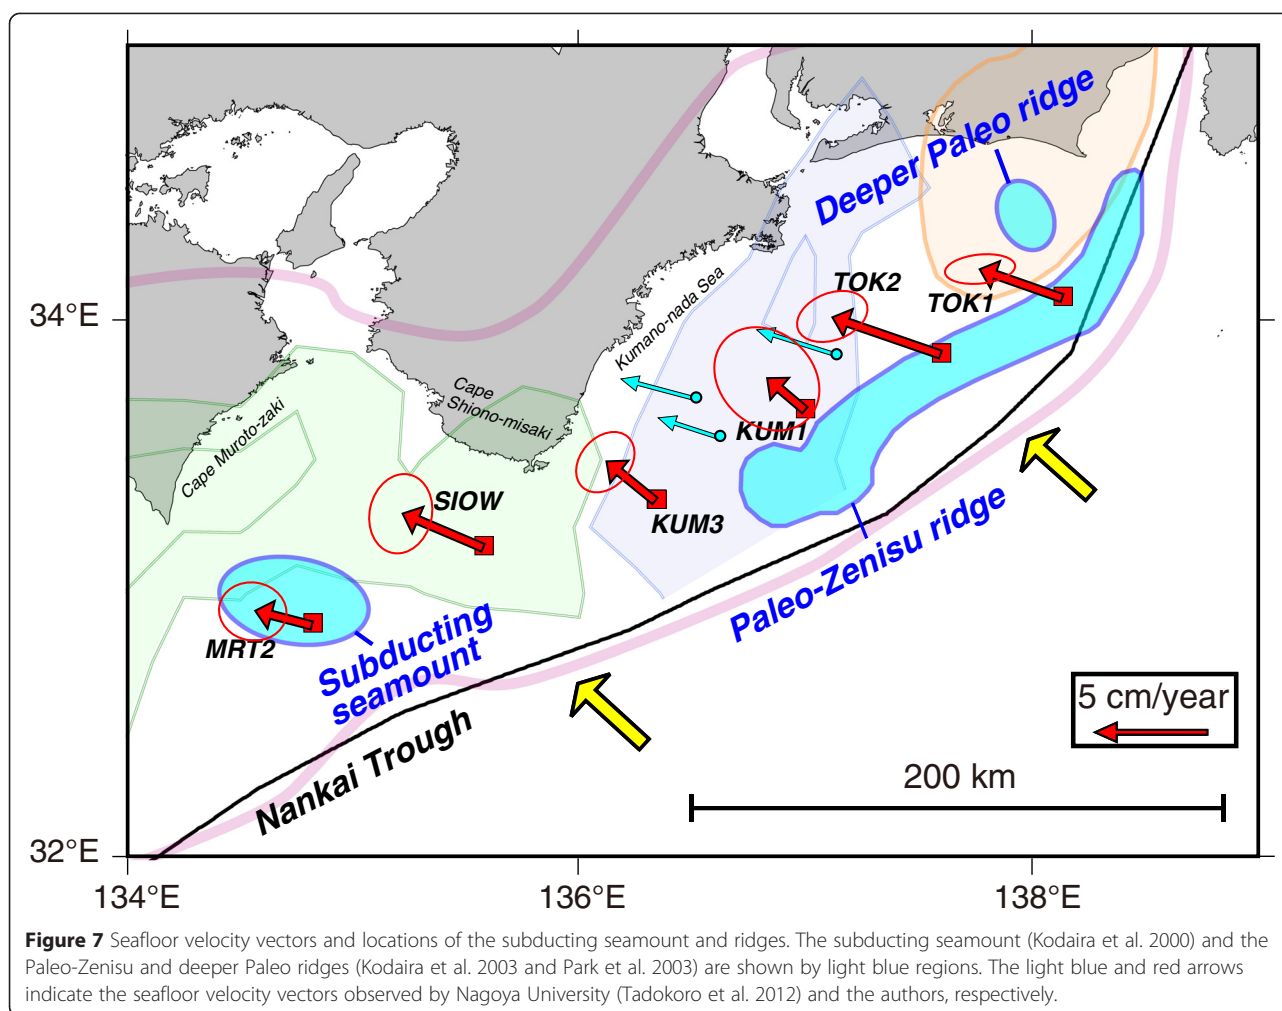 Deeper Paleo ridge
Kumano-nada Sea
TOK2
TOK1
34°E
Cape
Shiono-misaki
Cape Muroto-zaki
KUM1
SIOW
KUM3
Paleo-Zenisu ridge
MRT2
Subducting
seamount
5 cm/year
Nankai Trough
200 km
32°E
134°E
136°E
138°E
Figure 7 Seafloor velocity vectors and locations of the subducting seamount and ridges. The subducting seamount (Kodaira et al. 2000) and the
Paleo-Zenisu and deeper Paleo ridges (Kodaira et al. 2003 and Park et al. 2003) are shown by light blue regions. The light blue and red arrows
indicate the seafloor velocity vectors observed by Nagoya University (Tadokoro et al. 2012) and the authors, respectively.